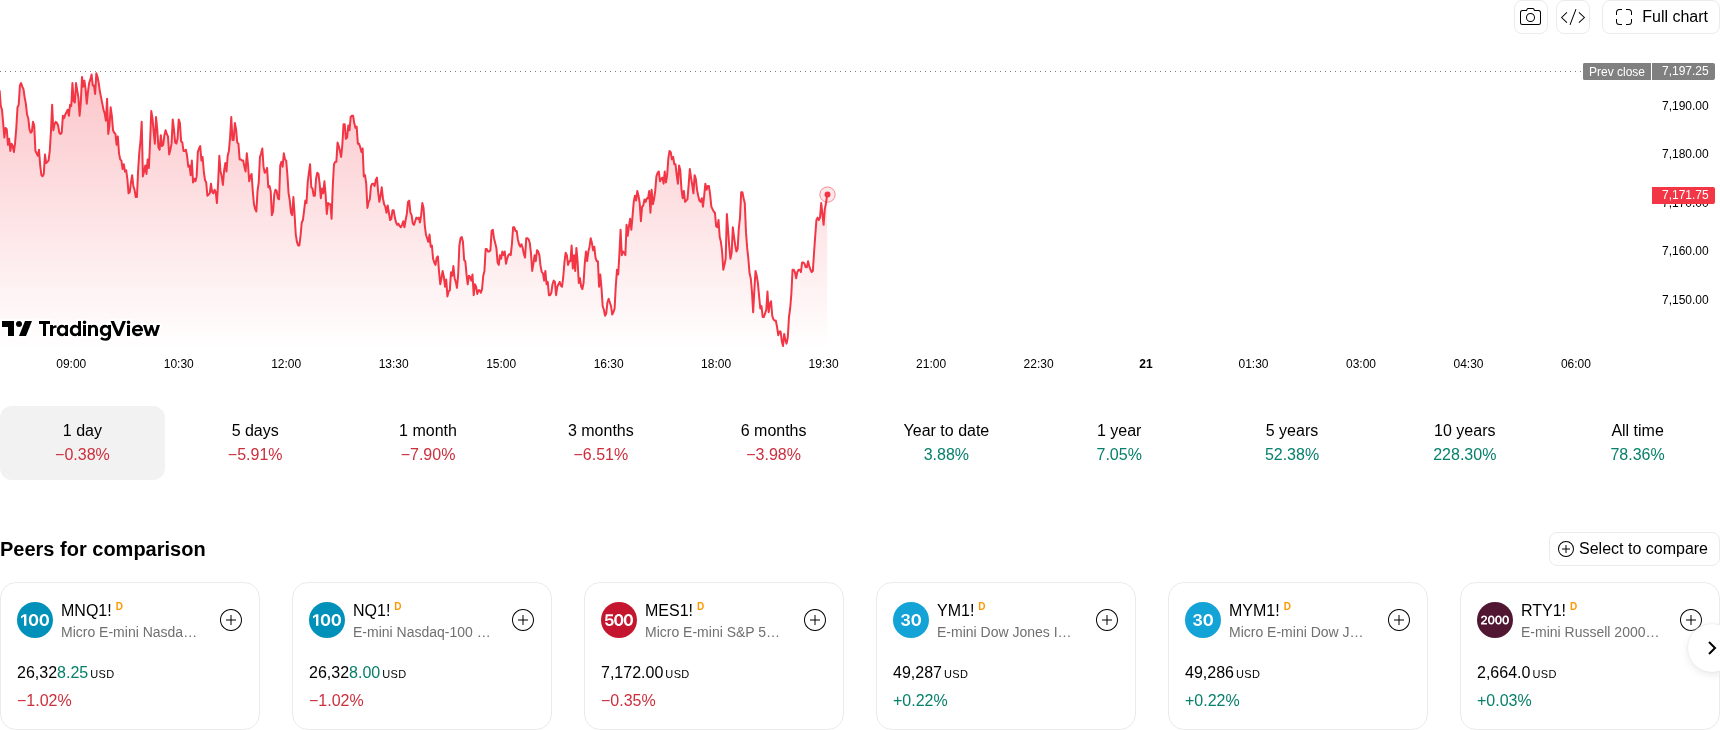 Full chart
Prev close 7,197.25
7,190.00
7,180.00
7,171.75
7,160.00
7,150.00
TradingView
09:00 10:30 12:00 13:30 15:00 16:30 18:00 19:30 21:00 22:30 21 01:30 03:00 04:30 06:00
1 day 5 days 1 month 3 months 6 months Year to date 1 year 5 years 10 years All time
−0.38% −5.91% −7.90% −6.51% −3.98% 3.88% 7.05% 52.38% 228.30% 78.36%
Peers for comparison
Select to compare
100 MNQ1! D
Micro E-mini Nasda…
26,328.25 USD
−1.02%
100 NQ1! D
E-mini Nasdaq-100 …
26,328.00 USD
−1.02%
500 MES1! D
Micro E-mini S&P 5…
7,172.00 USD
−0.35%
30 YM1! D
E-mini Dow Jones I…
49,287 USD
+0.22%
30 MYM1! D
Micro E-mini Dow J…
49,286 USD
+0.22%
2000 RTY1! D
E-mini Russell 2000…
2,664.0 USD
+0.03%